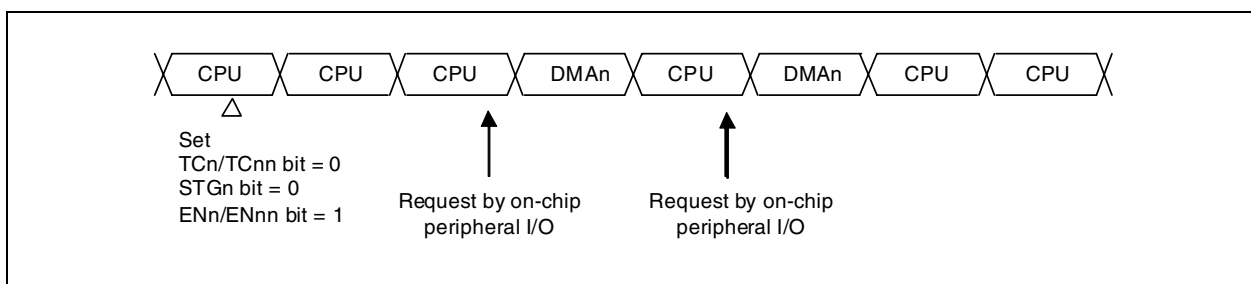 CPU CPU CPU DMAn CPU DMAn CPU CPU
Set
TCn/TCnn bit = 0
STGn bit = 0
ENn/ENnn bit = 1
Request by on-chip
peripheral I/O
Request by on-chip
peripheral I/O